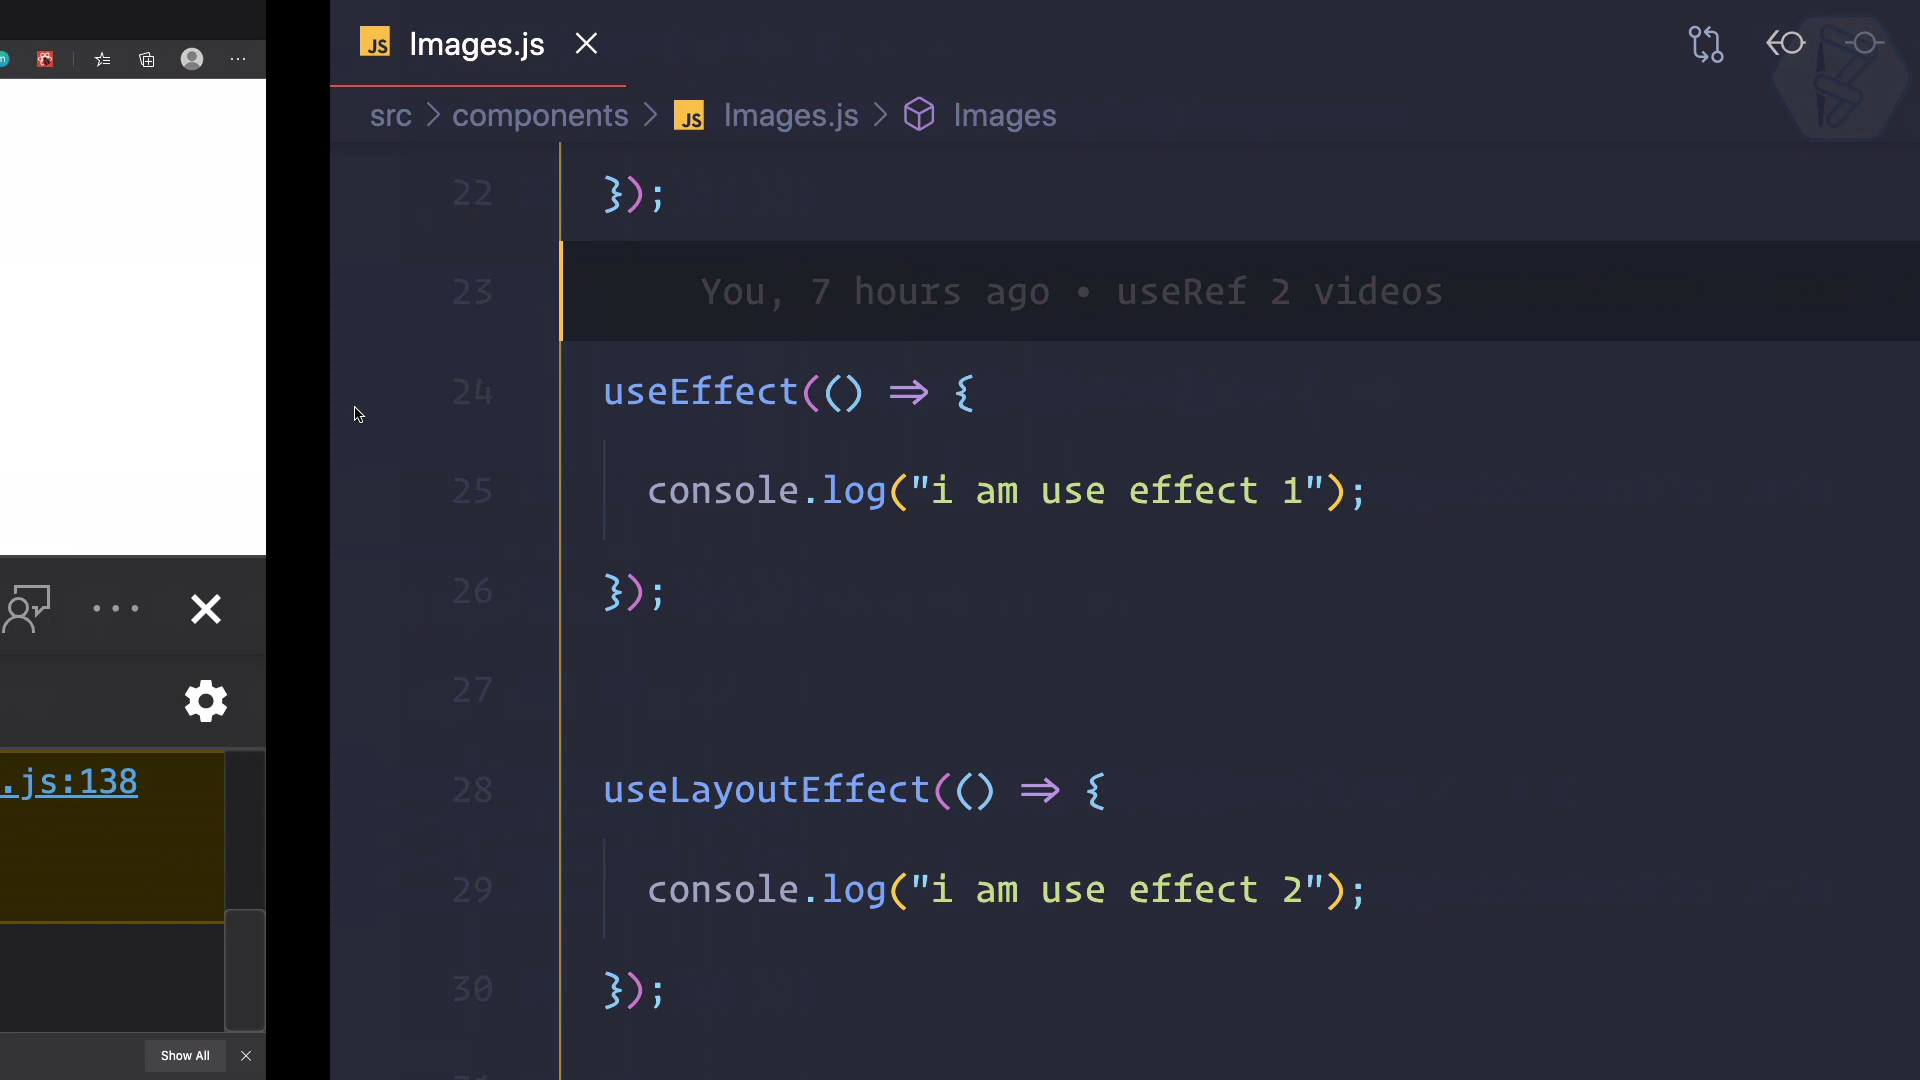 JS Images.js
src > components > JS Images.js > Images
22 });
23 You, 7 hours ago • useRef 2 videos
24 useEffect(() => {
25 console.log("i am use effect 1");
26 });
27
28 useLayoutEffect(() => {
29 console.log("i am use effect 2");
30 });
.js:138
Show All